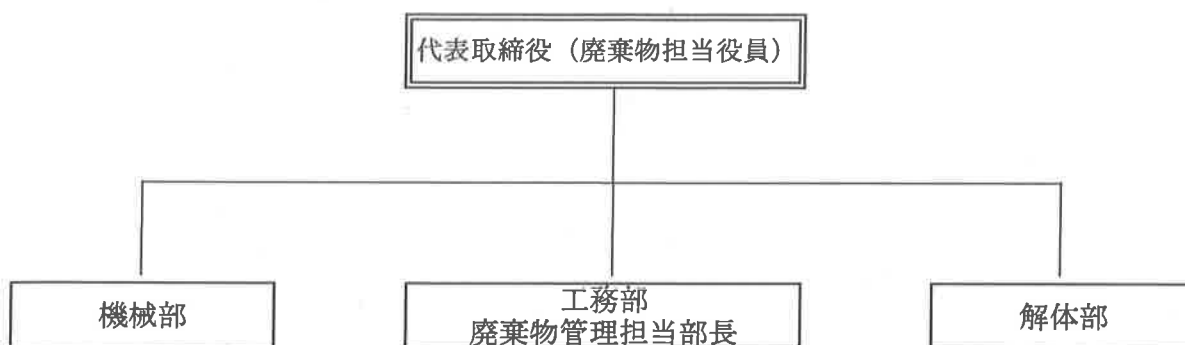 代表取締役（廃棄物担当役員）
機械部
工務部
廃棄物管理担当部長
解体部